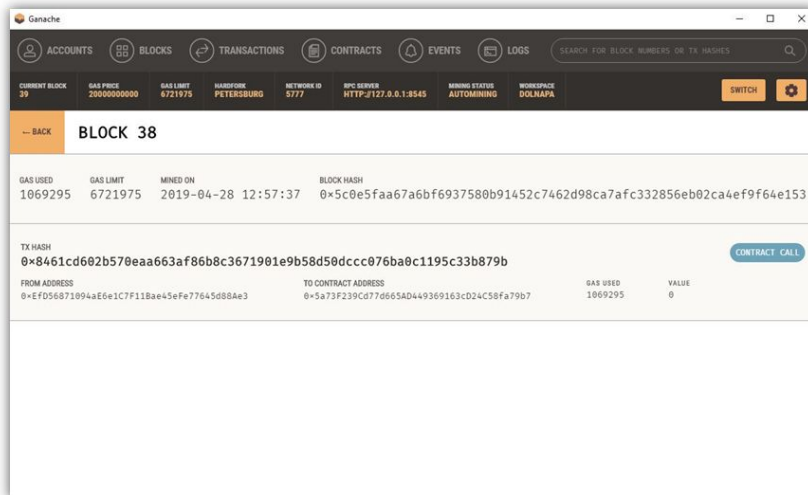 Ganache
ACCOUNTS BLOCKS TRANSACTIONS CONTRACTS EVENTS LOGS SEARCH FOR BLOCK NUMBERS OR TX HASHES
CURRENT BLOCK GAS PRICE GAS LIMIT HARDFORK NETWORK ID RPC SERVER MINING STATUS WORKSPACE
39 20000000000 6721975 PETERSBURG 5777 HTTP://127.0.0.1:8545 AUTOMINING DOLNAPA SWITCH
← BACK BLOCK 38
GAS USED GAS LIMIT MINED ON BLOCK HASH
1069295 6721975 2019-04-28 12:57:37 0×5c0e5faa67a6bf6937580b91452c7462d98ca7afc332856eb02ca4ef9f64e153
TX HASH
0×8461cd602b570eaa663af86b8c3671901e9b58d50dccc076ba0c1195c33b879b CONTRACT CALL
FROM ADDRESS TO CONTRACT ADDRESS GAS USED VALUE
0×EfD56871094aE6e1C7F11Bae45eFe77645d88Ae3 0×5a73F239Cd77d665AD449369163cD24C58fa79b7 1069295 0